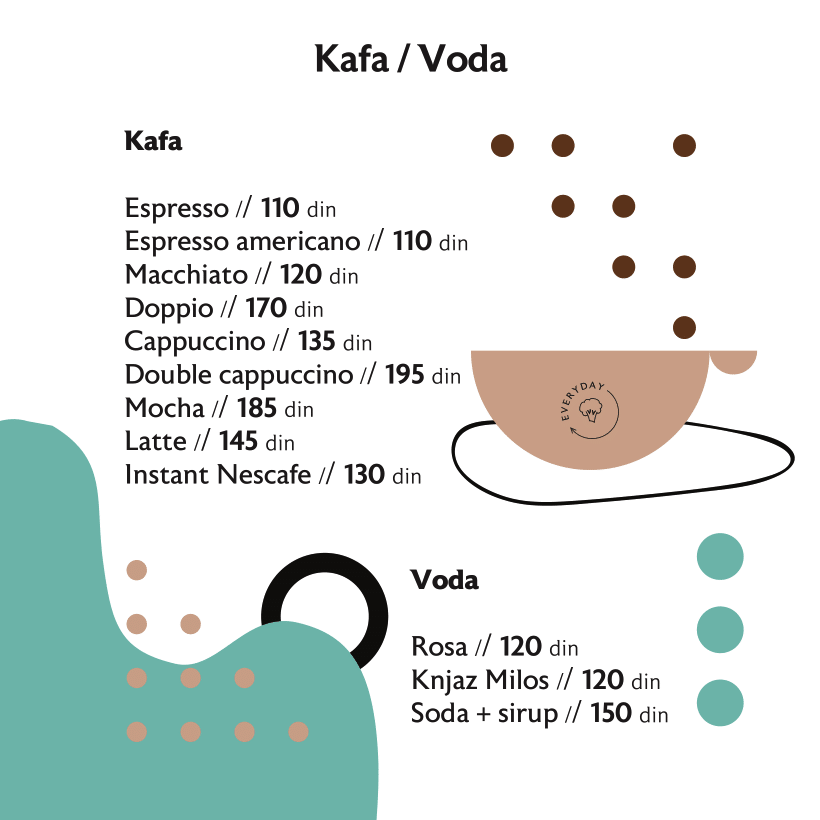 Kafa / Voda
Kafa
Espresso // 110 din
Espresso americano // 110 din
Macchiato // 120 din
Doppio // 170 din
Cappuccino // 135 din
Double cappuccino // 195 din
Mocha // 185 din
Latte // 145 din
Instant Nescafe // 130 din
EVERYDAY
Voda
Rosa // 120 din
Knjaz Milos // 120 din
Soda + sirup // 150 din